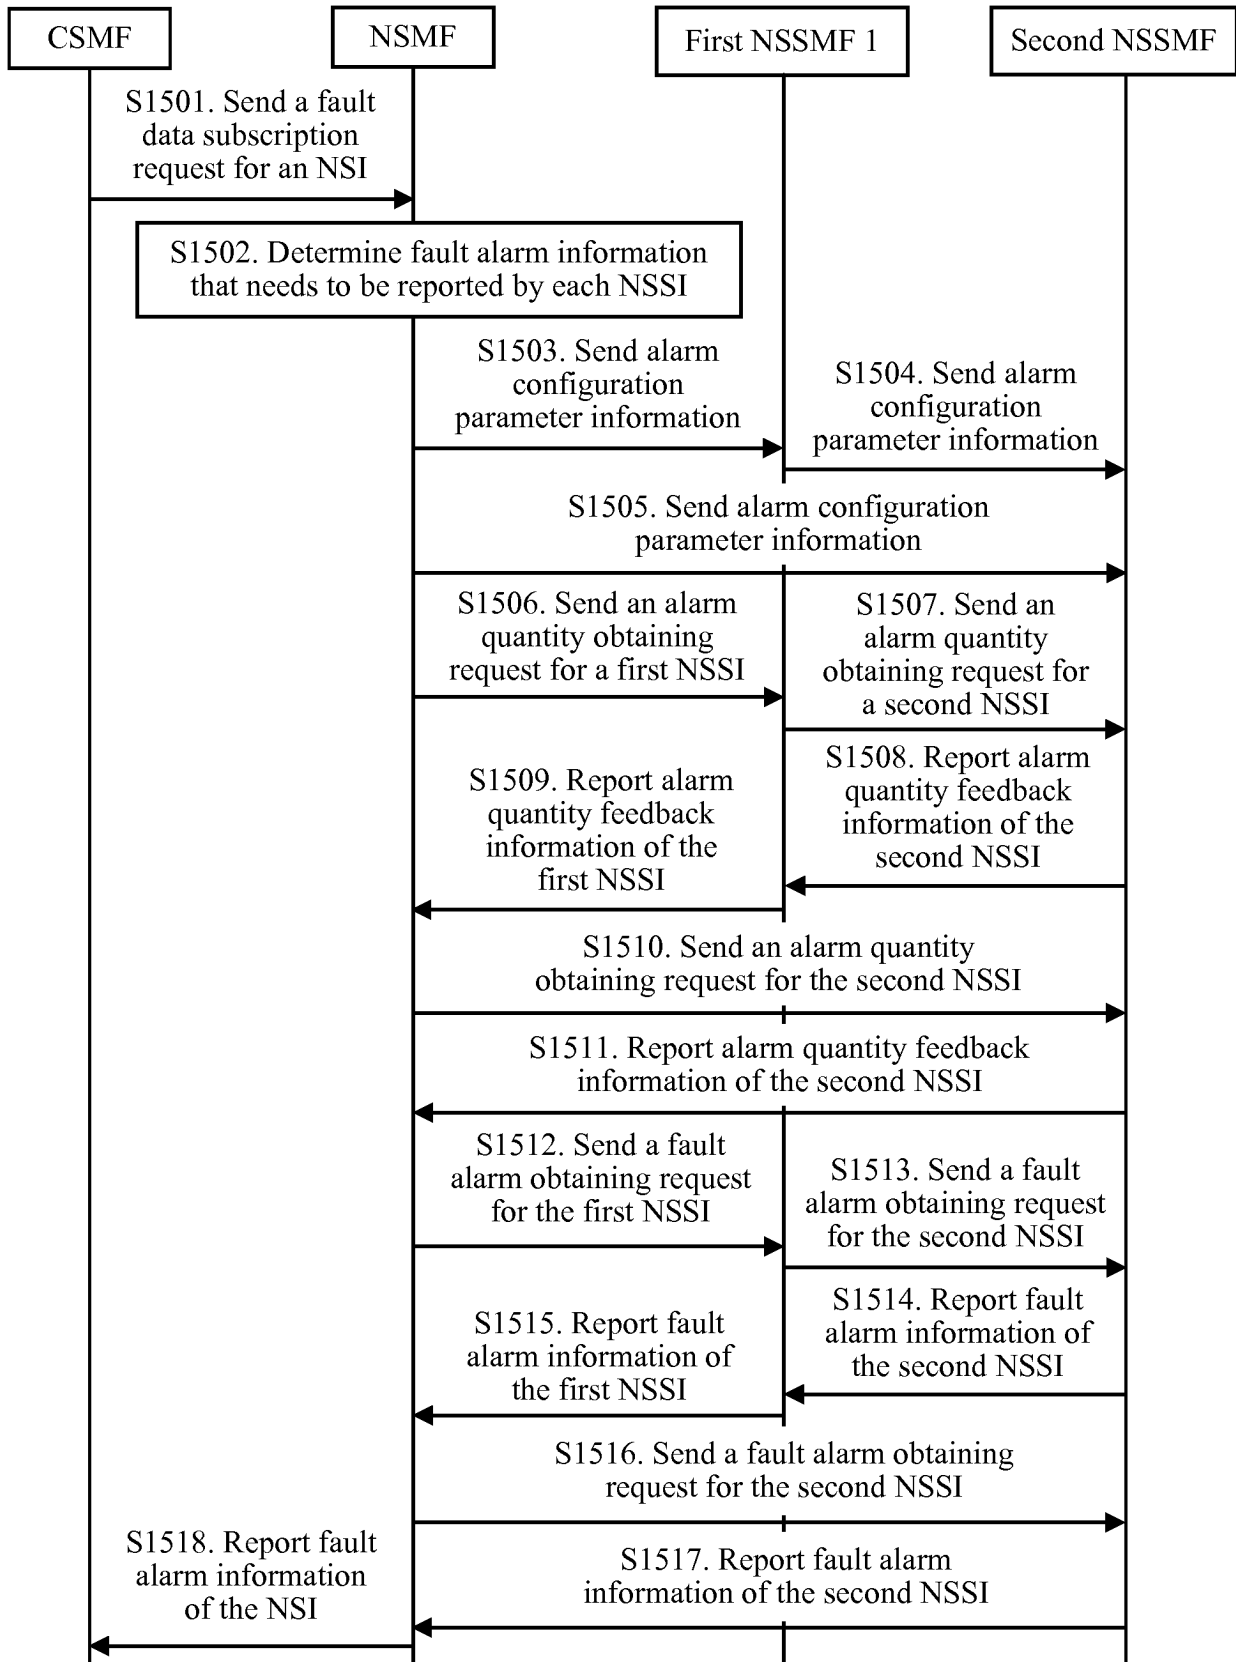 CSMF
NSMF
First NSSMF 1
Second NSSMF
S1501. Send a fault
data subscription
request for an NSI
S1502. Determine fault alarm information
that needs to be reported by each NSSI
S1503. Send alarm
configuration
parameter information
S1504. Send alarm
configuration
parameter information
S1505. Send alarm configuration
parameter information
S1506. Send an alarm
quantity obtaining
request for a first NSSI
S1507. Send an
alarm quantity
obtaining request for
a second NSSI
S1508. Report alarm
quantity feedback
information of the
second NSSI
S1509. Report alarm
quantity feedback
information of the
first NSSI
S1510. Send an alarm quantity
obtaining request for the second NSSI
S1511. Report alarm quantity feedback
information of the second NSSI
S1512. Send a fault
alarm obtaining request
for the first NSSI
S1513. Send a fault
alarm obtaining request
for the second NSSI
S1514. Report fault
alarm information of
the second NSSI
S1515. Report fault
alarm information of
the first NSSI
S1516. Send a fault alarm obtaining
request for the second NSSI
S1517. Report fault alarm
information of the second NSSI
S1518. Report fault
alarm information
of the NSI